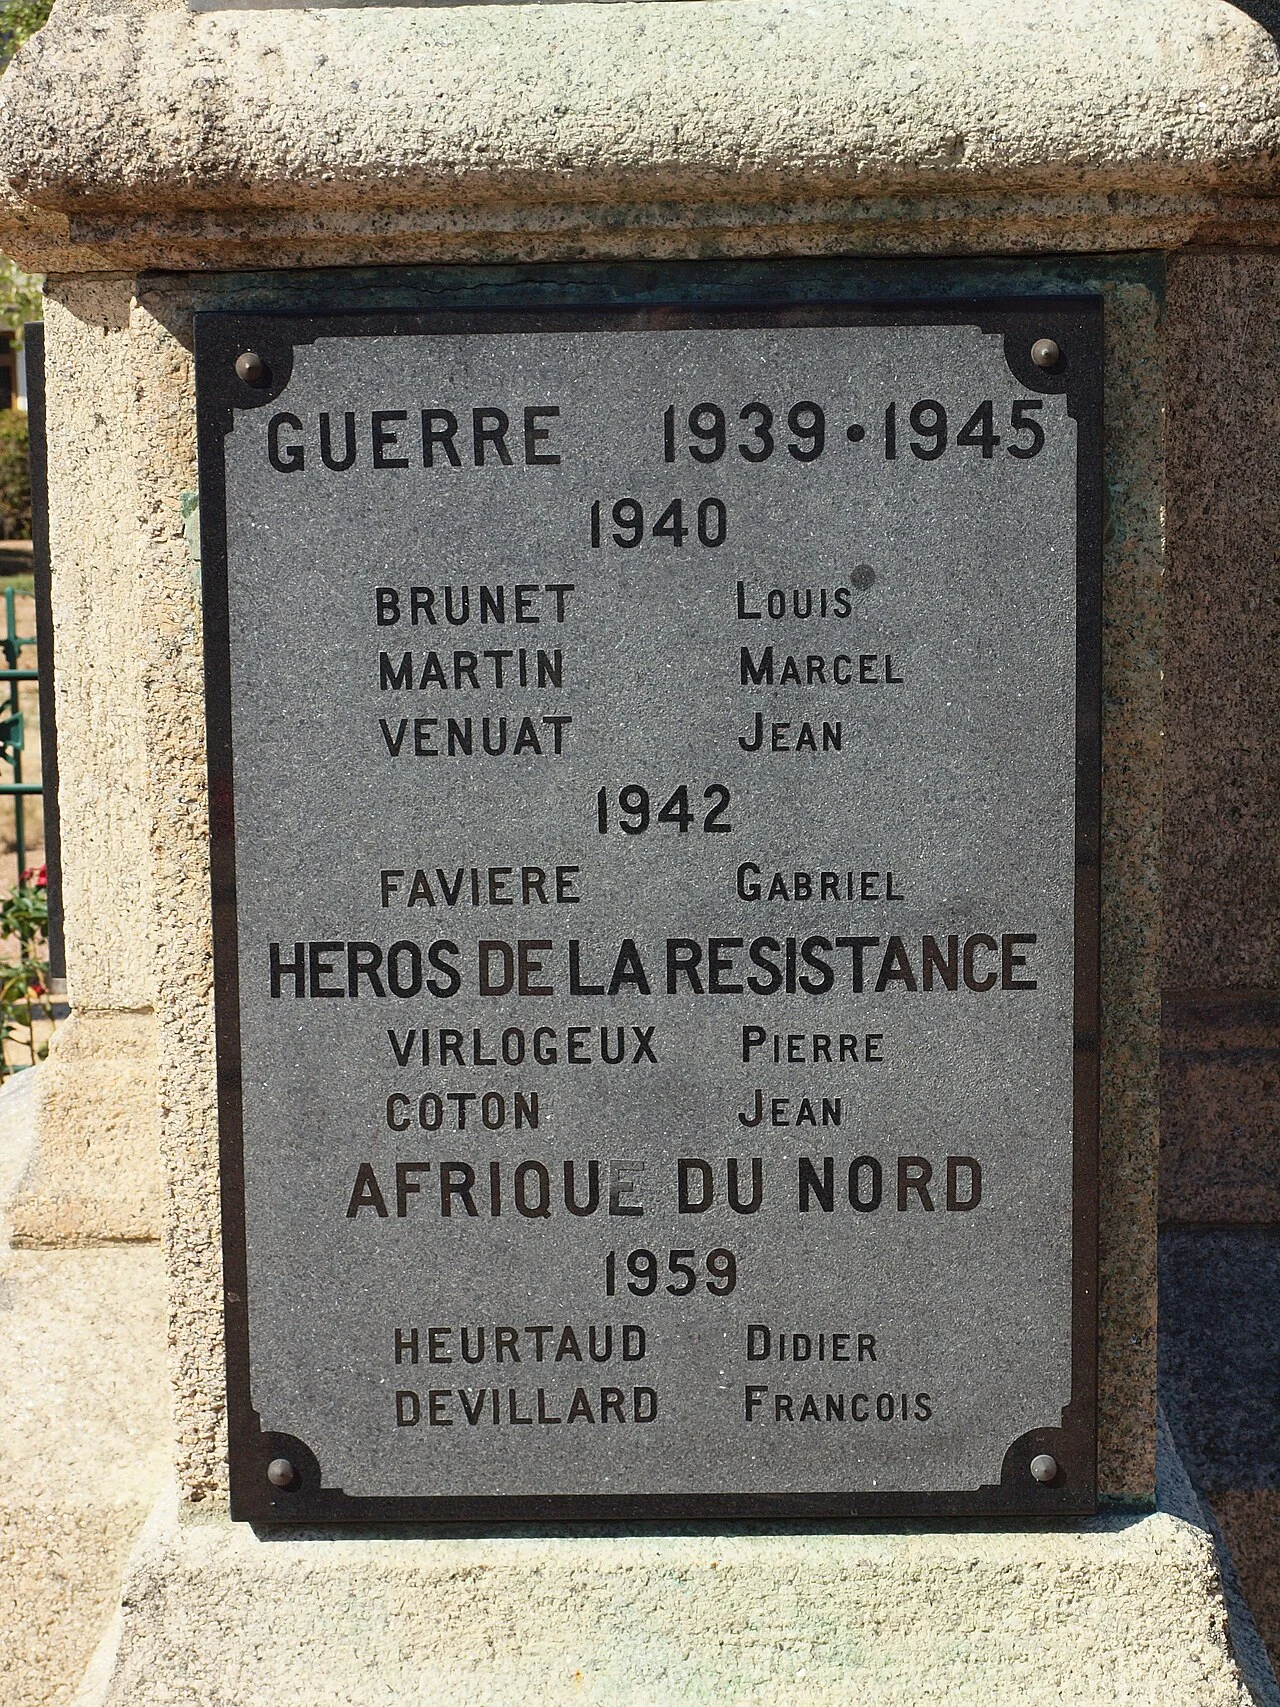 GUERRE 1939•1945
1940
BRUNET LOUIS
MARTIN MARCEL
VENUAT JEAN
1942
FAVIERE GABRIEL
HEROS DE LA RESISTANCE
VIRLOGEUX PIERRE
COTON JEAN
AFRIQUE DU NORD
1959
HEURTAUD DIDIER
DEVILLARD FRANCOIS